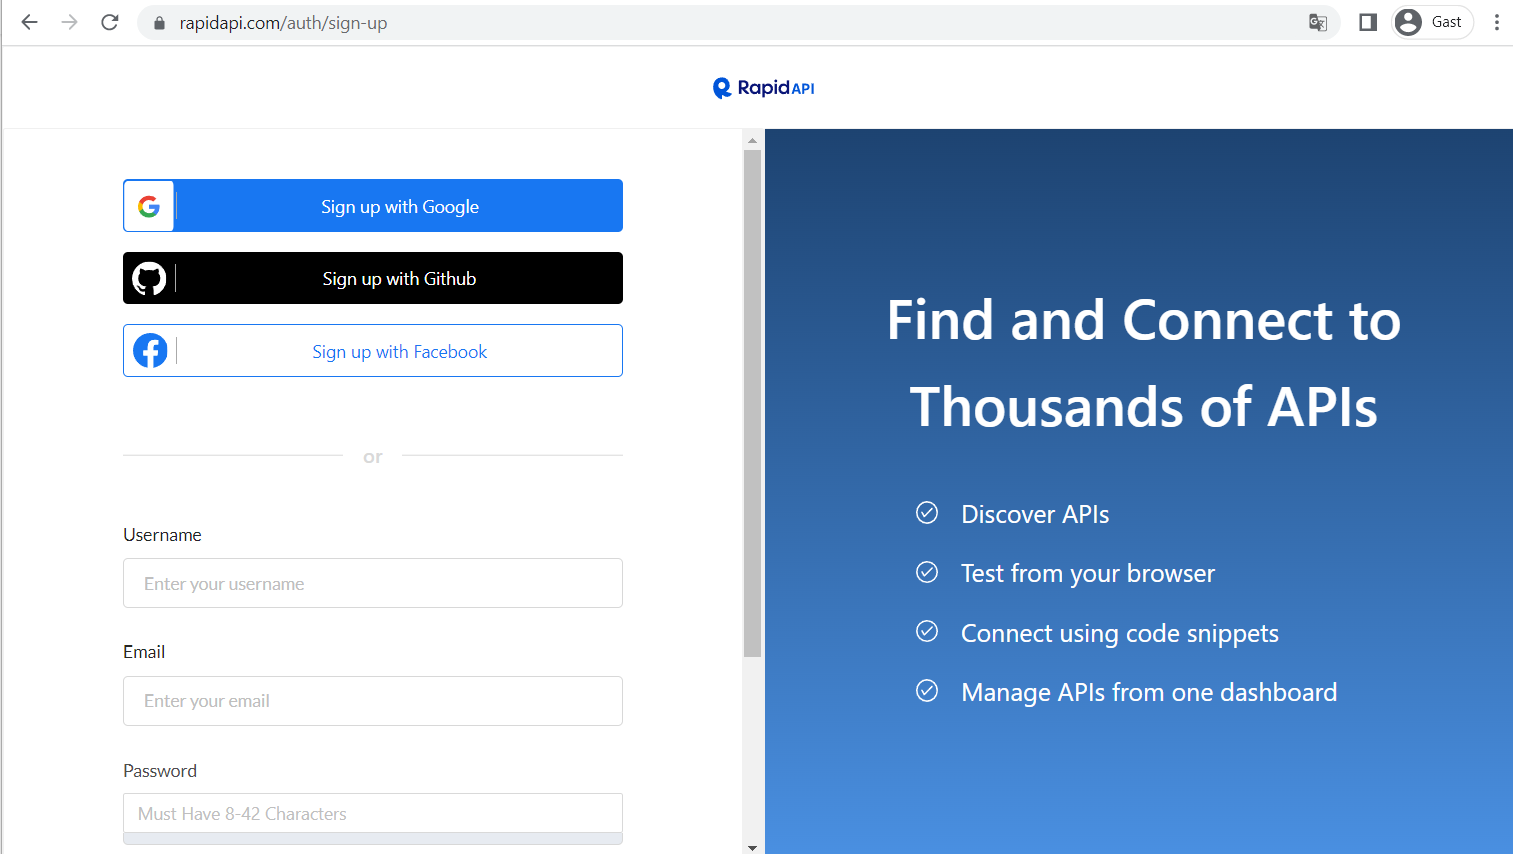 rapidapi.com/auth/sign-up
Gast
RapidAPI
Sign up with Google
Sign up with Github
Sign up with Facebook
or
Username
Enter your username
Email
Enter your email
Password
Must Have 8-42 Characters
Find and Connect to
Thousands of APIs
Discover APIs
Test from your browser
Connect using code snippets
Manage APIs from one dashboard